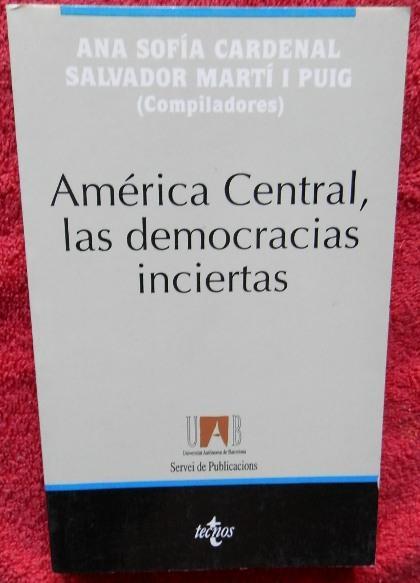 ANA SOFÍA CARDENAL
SALVADOR MARTÍ I PUIG
(Compiladores)
América Central,
las democracias
inciertas
UAB
Universitat Autònoma de Barcelona
Servei de Publicacions
tecnos